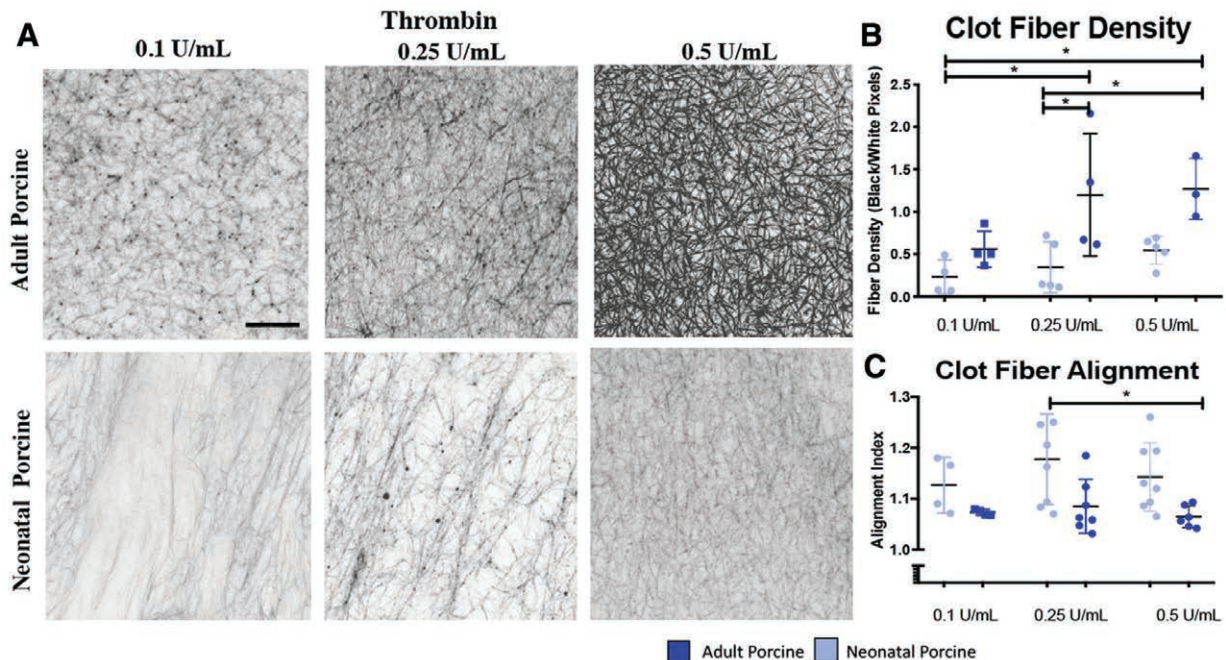 A
Thrombin
0.1 U/mL
0.25 U/mL
0.5 U/mL
Adult Porcine
Neonatal Porcine
B
Clot Fiber Density
*
*
*
*
Fiber Density (Black/White Pixels)
2.5
2.0
1.5
1.0
0.5
0.0
0.1 U/mL
0.25 U/mL
0.5 U/mL
C
Clot Fiber Alignment
*
Alignment Index
1.3
1.2
1.1
1.0
0.1 U/mL
0.25 U/mL
0.5 U/mL
Adult Porcine
Neonatal Porcine